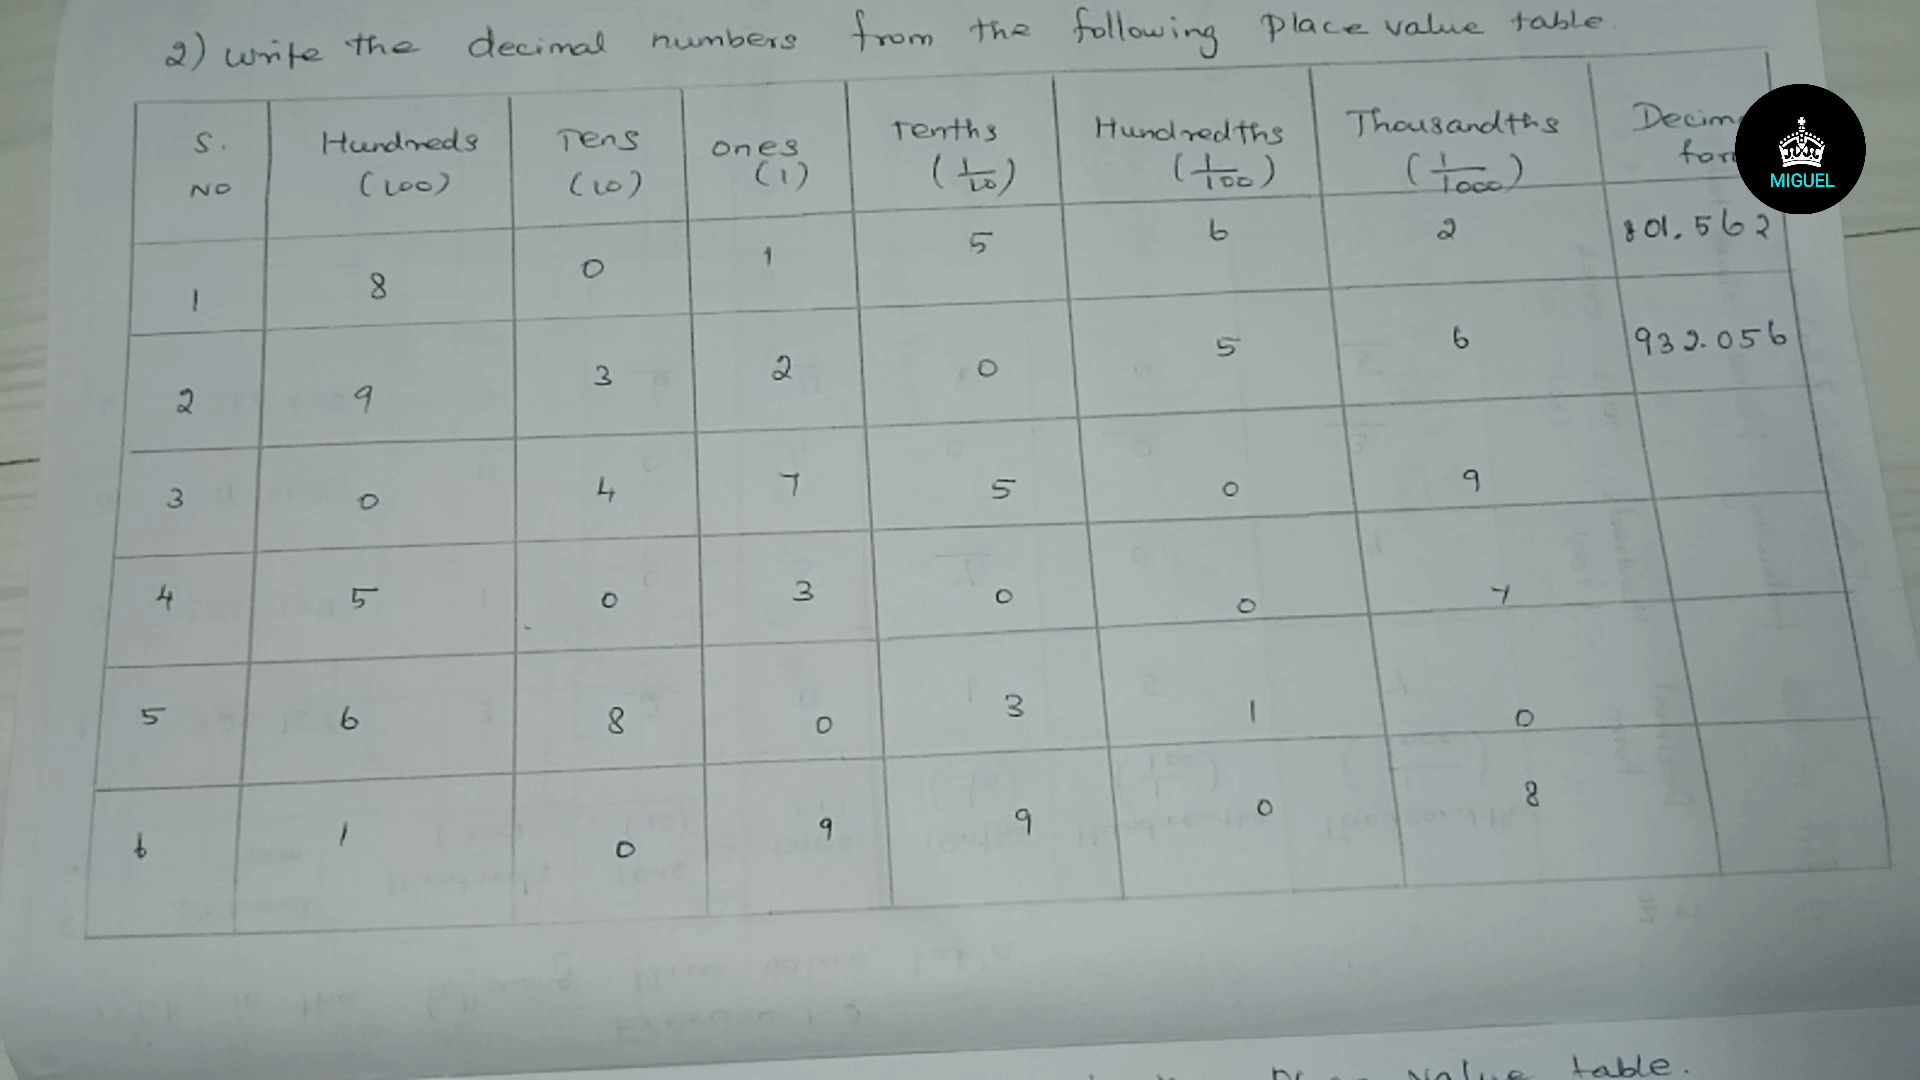 2) write the decimal numbers from the following place value table.
S. NO Hundreds (100) Tens (10) ones (1) Tenths (1/10) Hundredths (1/100) Thousandths (1/1000)
MIGUEL
1 8 0 1 5 6 2 801.562
2 9 3 2 0 5 6 932.056
3 0 4 7 5 0 9
4 5 0 3 0 0 7
5 6 8 0 3 1 0
6 1 0 9 9 0 8
value table.